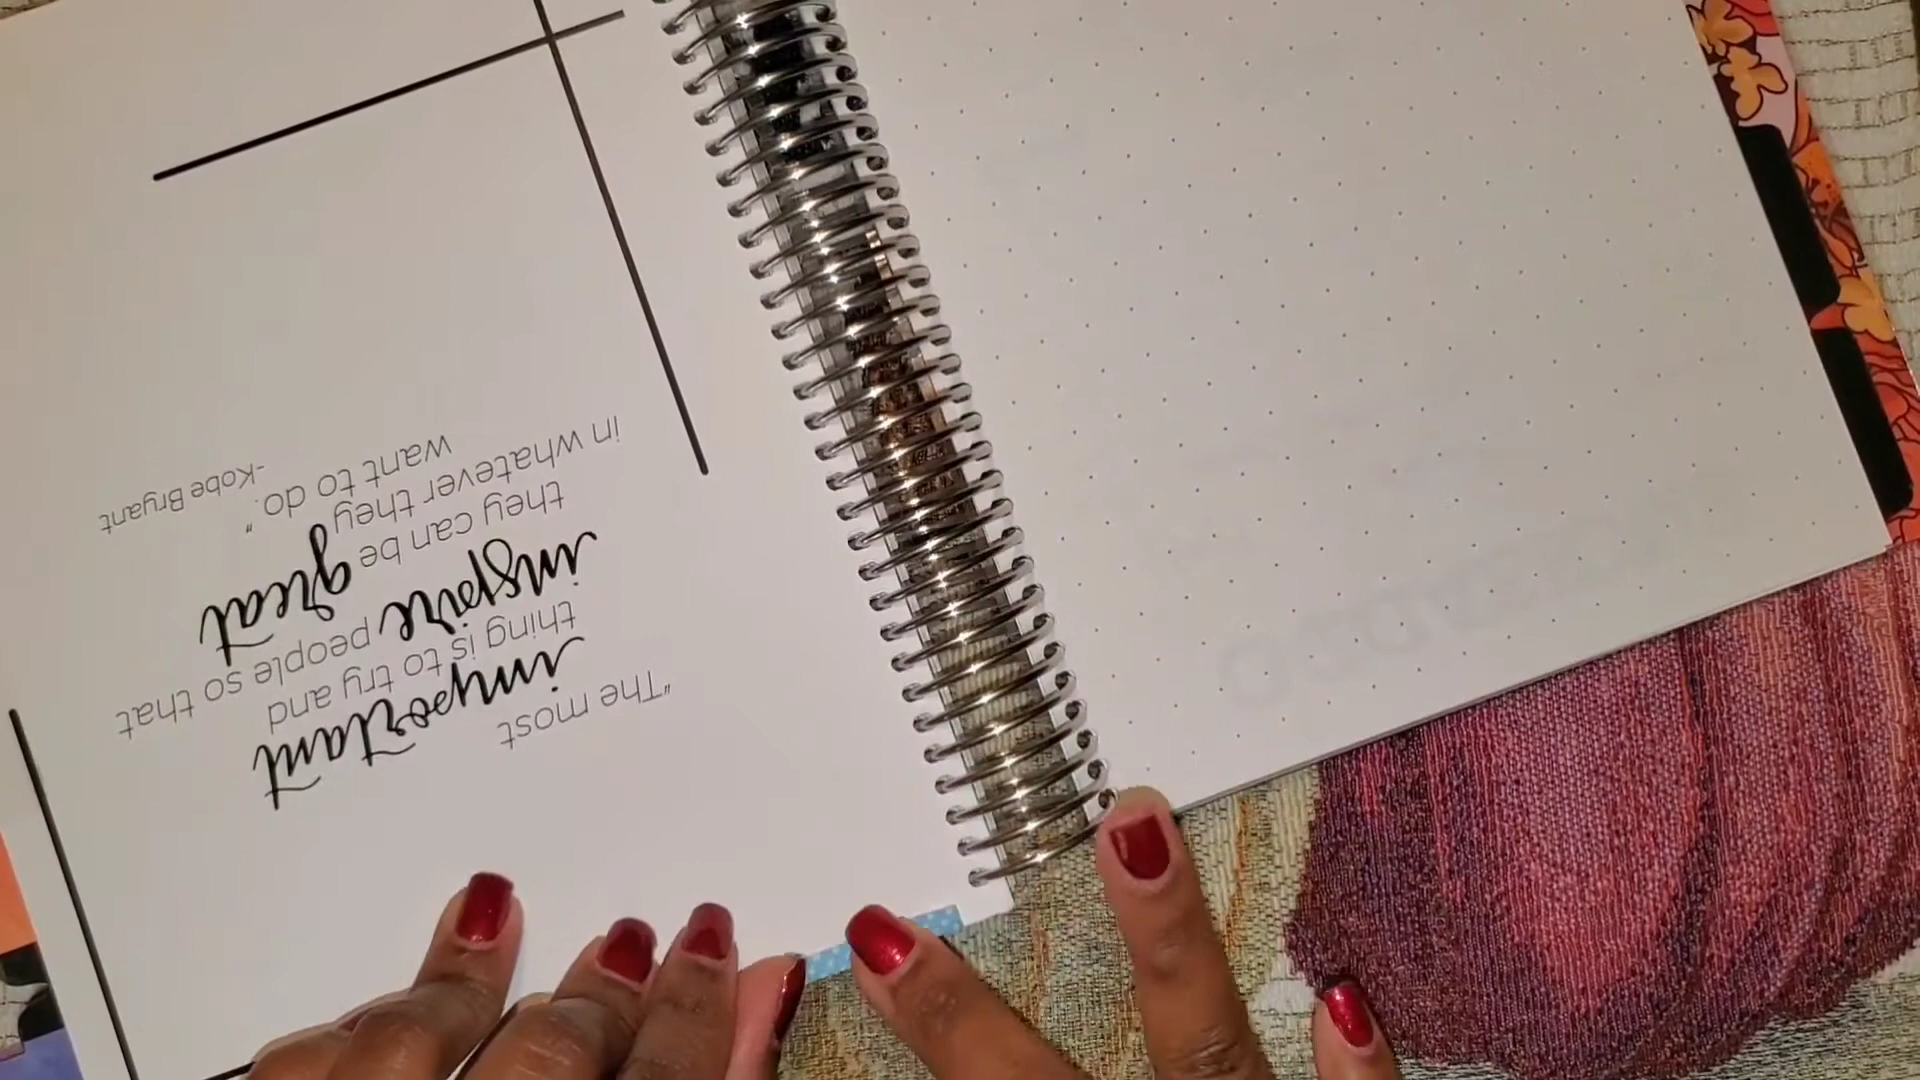 "The most
important
thing is to try and
inspire people so that
they can be great
in whatever they
want to do."
-Kobe Bryant